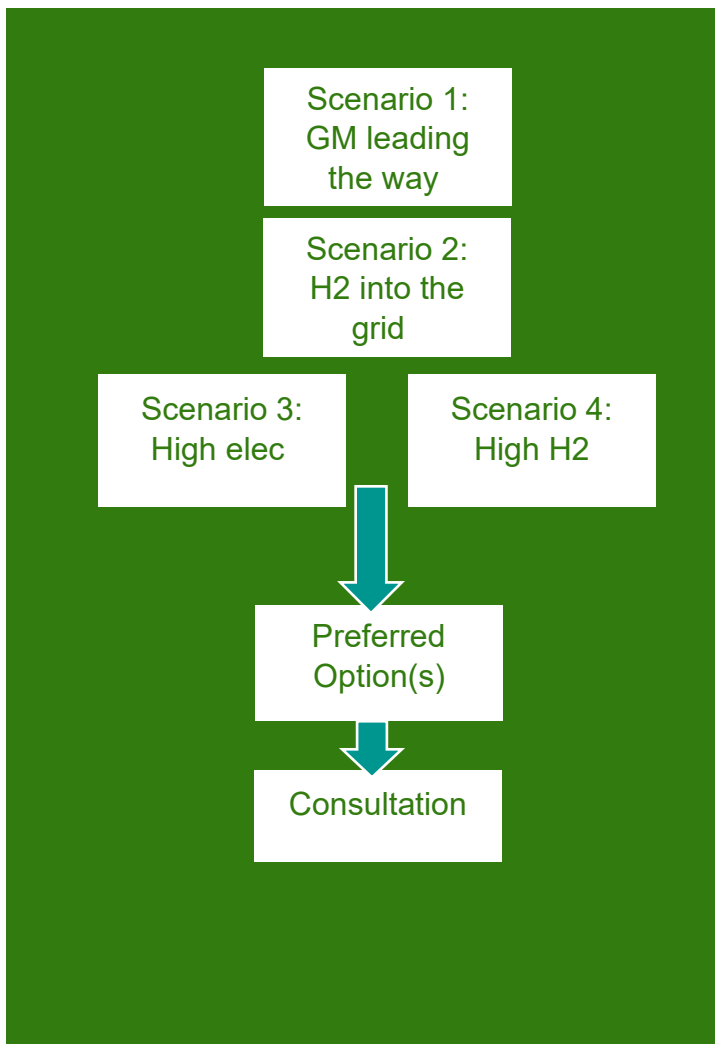 Scenario 1:
GM leading
the way
Scenario 2:
H2 into the
grid
Scenario 3:
High elec
Scenario 4:
High H2
Preferred
Option(s)
Consultation